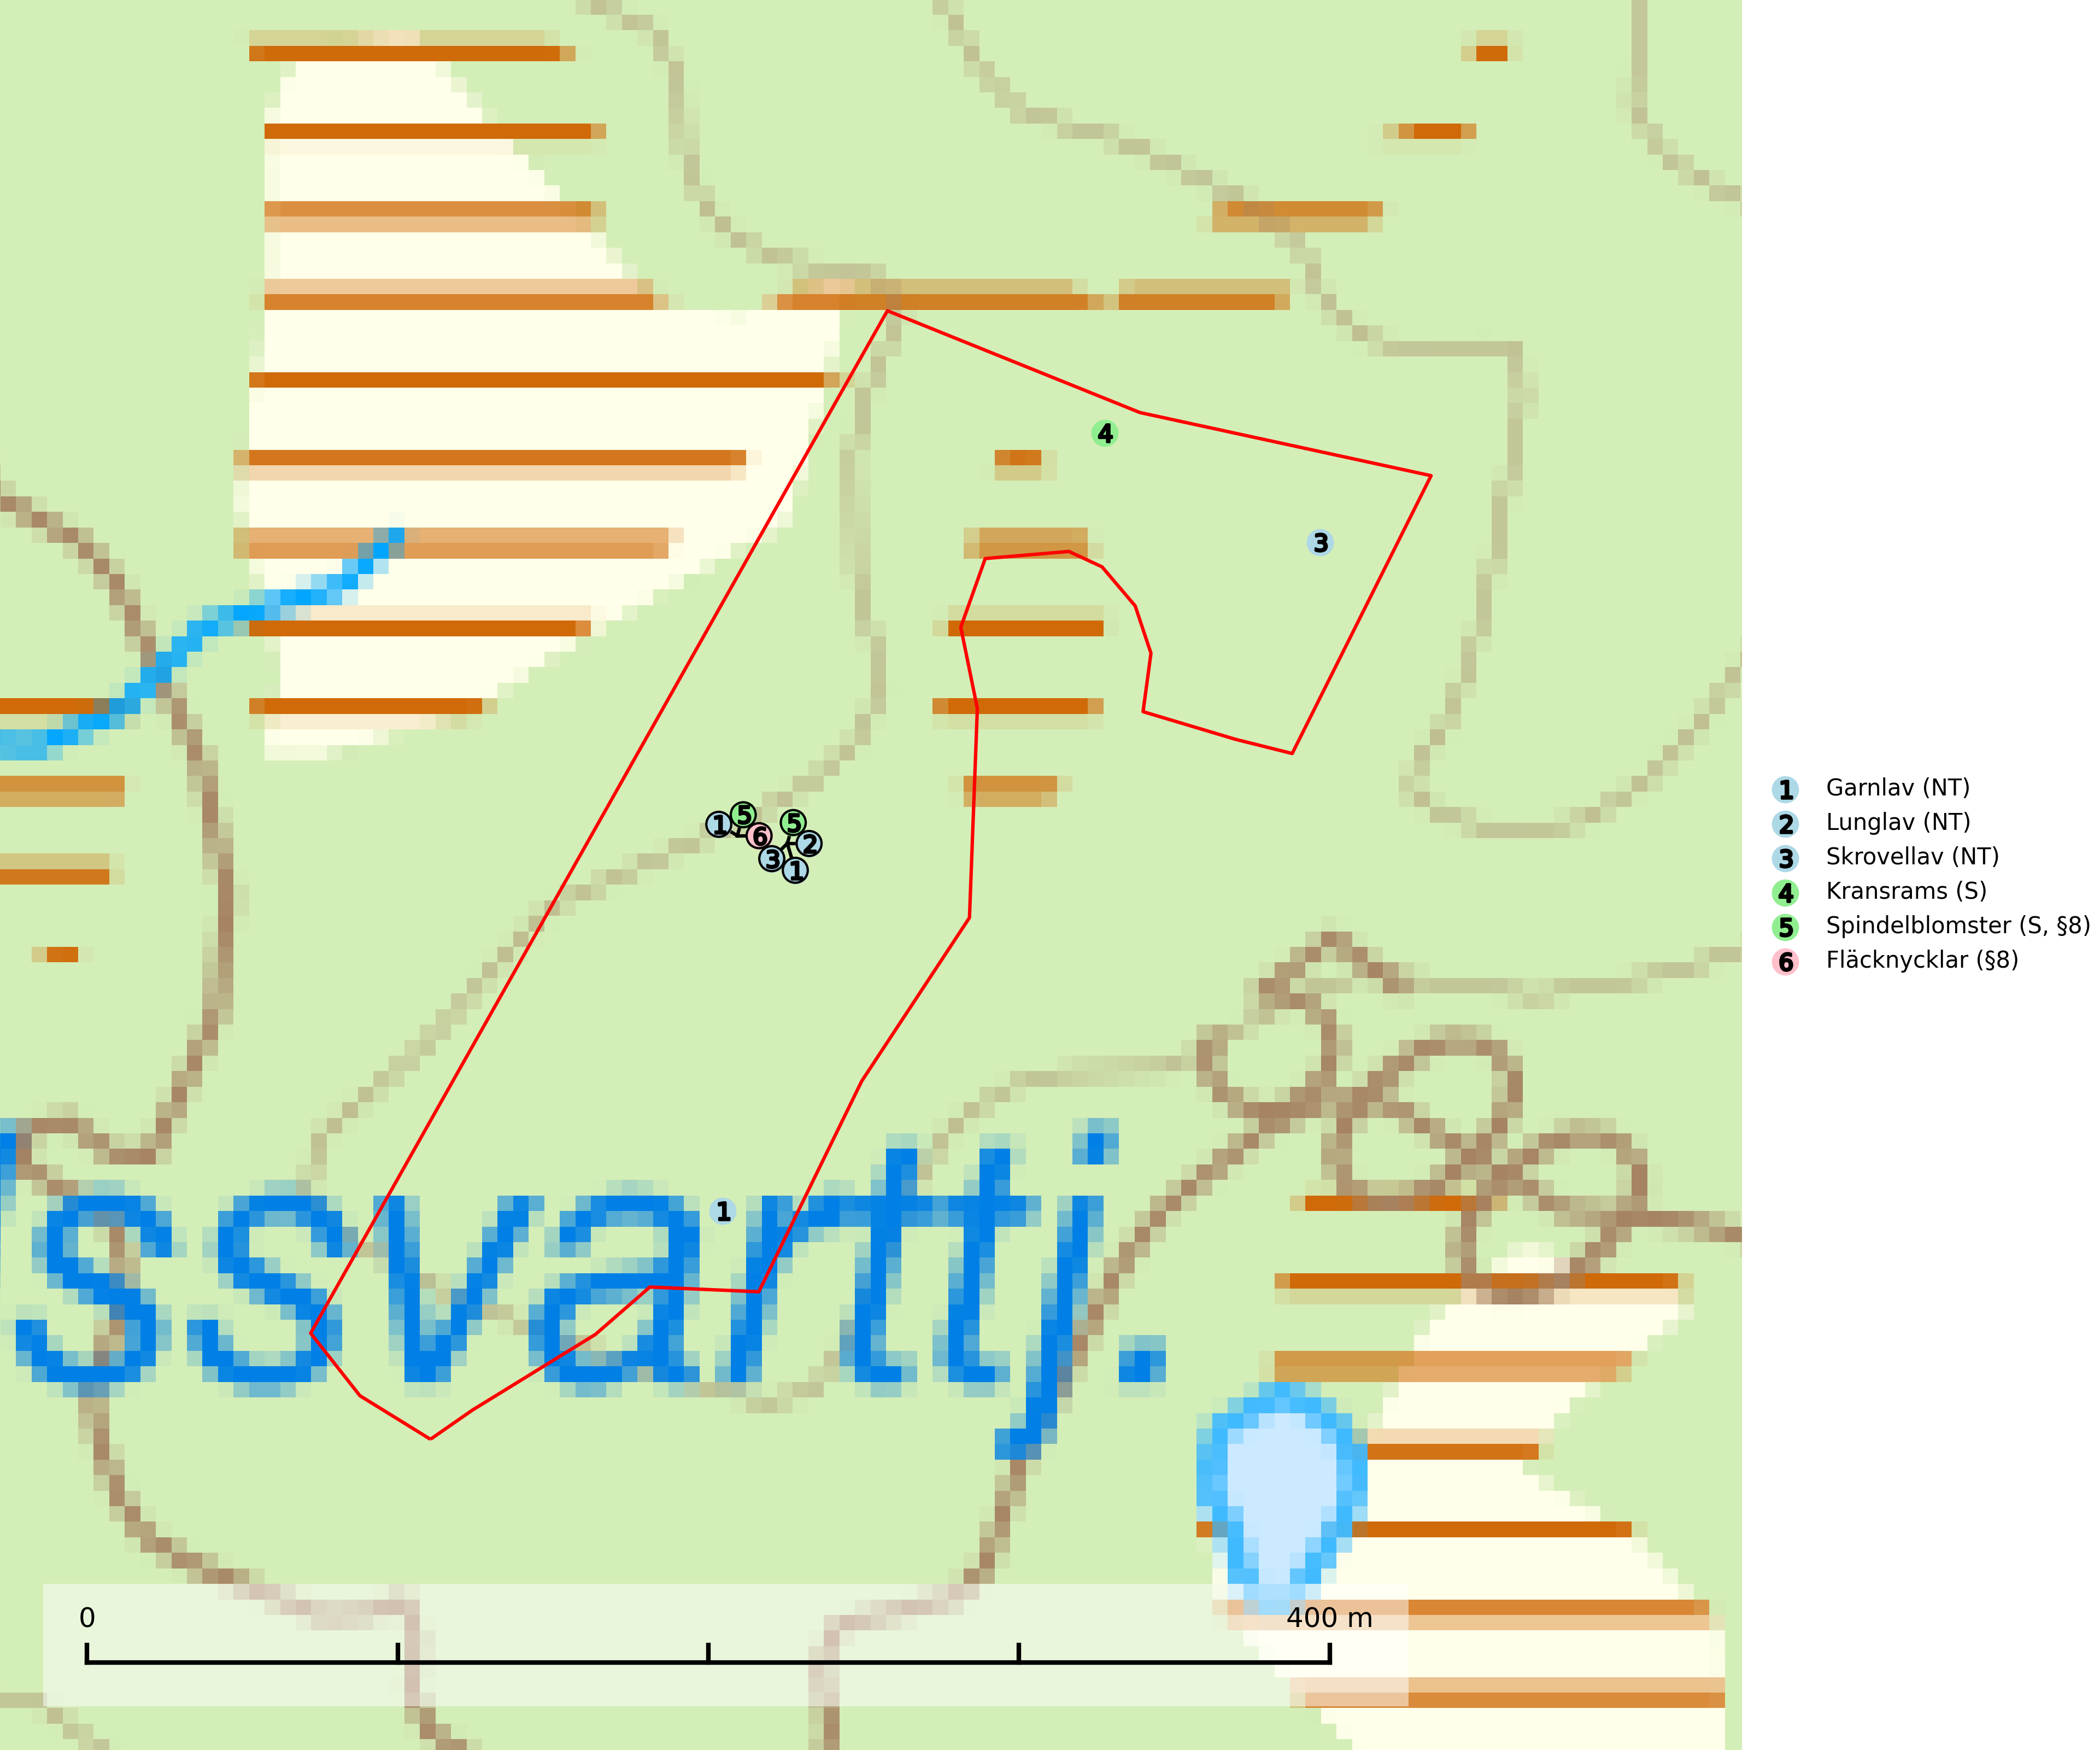 4
3
5
1
5
6
2
3
1
1
ssvarttj.
0
400 m
1 Garnlav (NT)
2 Lunglav (NT)
3 Skrovellav (NT)
4 Kransrams (S)
5 Spindelblomster (S, §8)
6 Fläcknycklar (§8)